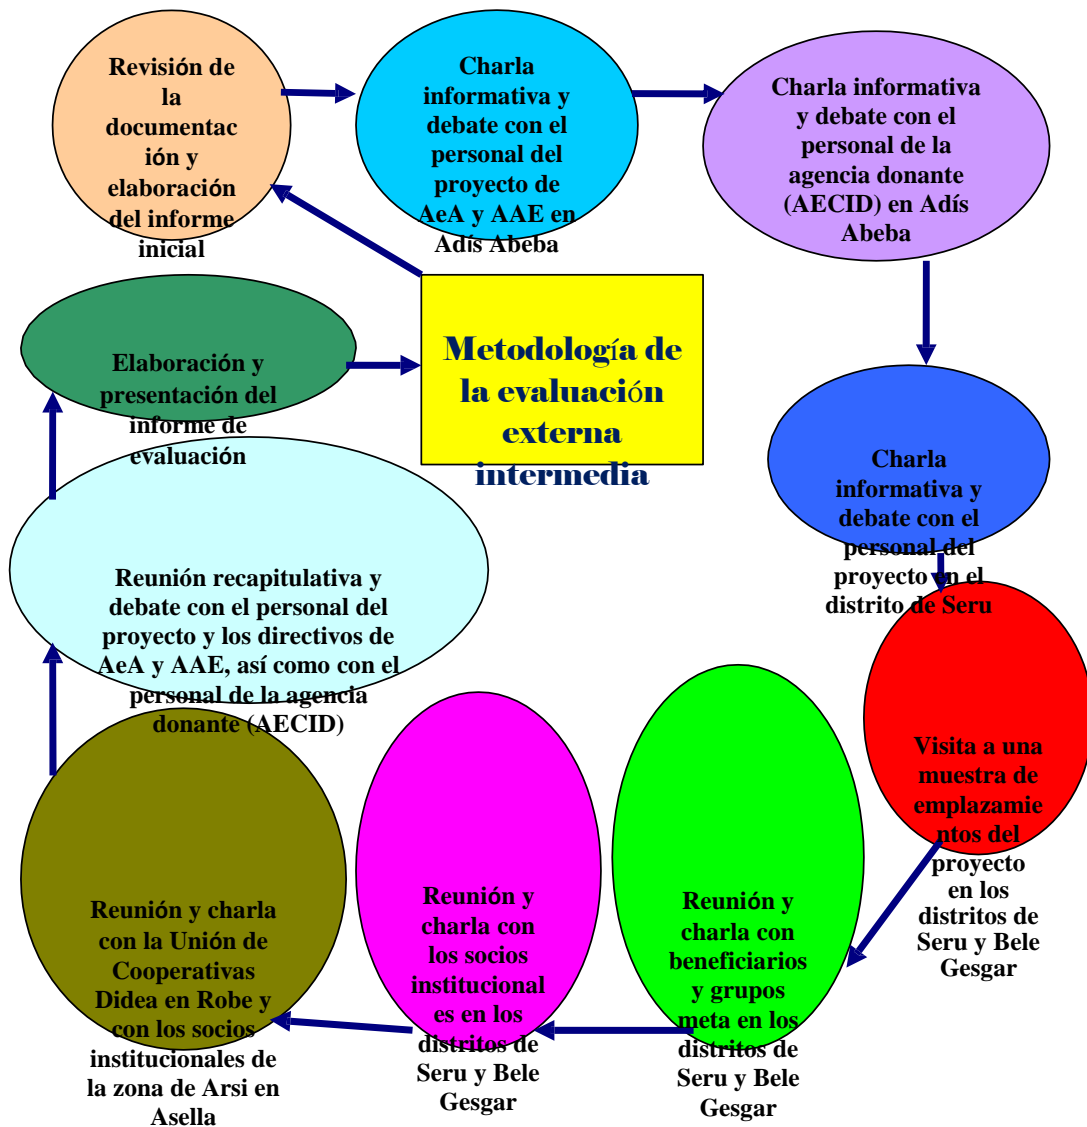 Revisión de
la
documentac
ión y
elaboración
del informe
inicial
Charla
informativa y
debate con el
personal del
proyecto de
AeA y AAE en
Adís Abeba
Charla informativa
y debate con el
personal de la
agencia donante
(AECID) en Adís
Abeba
Charla
informativa y
debate con el
personal del
proyecto en el
distrito de Seru
Visita a una
muestra de
emplazamie
ntos del
proyecto
en los
distritos de
Seru y Bele
Gesgar
Reunión y
charla con
beneficiarios
y grupos
meta en los
distritos de
Seru y Bele
Gesgar
Reunión y
charla con
los socios
institucional
es en los
distritos de
Seru y Bele
Gesgar
Reunión y charla
con la Unión de
Cooperativas
Didea en Robe y
con los socios
institucionales de
la zona de Arsi en
Asella
Reunión recapitulativa y
debate con el personal del
proyecto y los directivos de
AeA y AAE, así como con el
personal de la agencia
donante (AECID)
Elaboración y
presentación del
informe de
evaluación
Metodología de
la evaluación
externa
intermedia